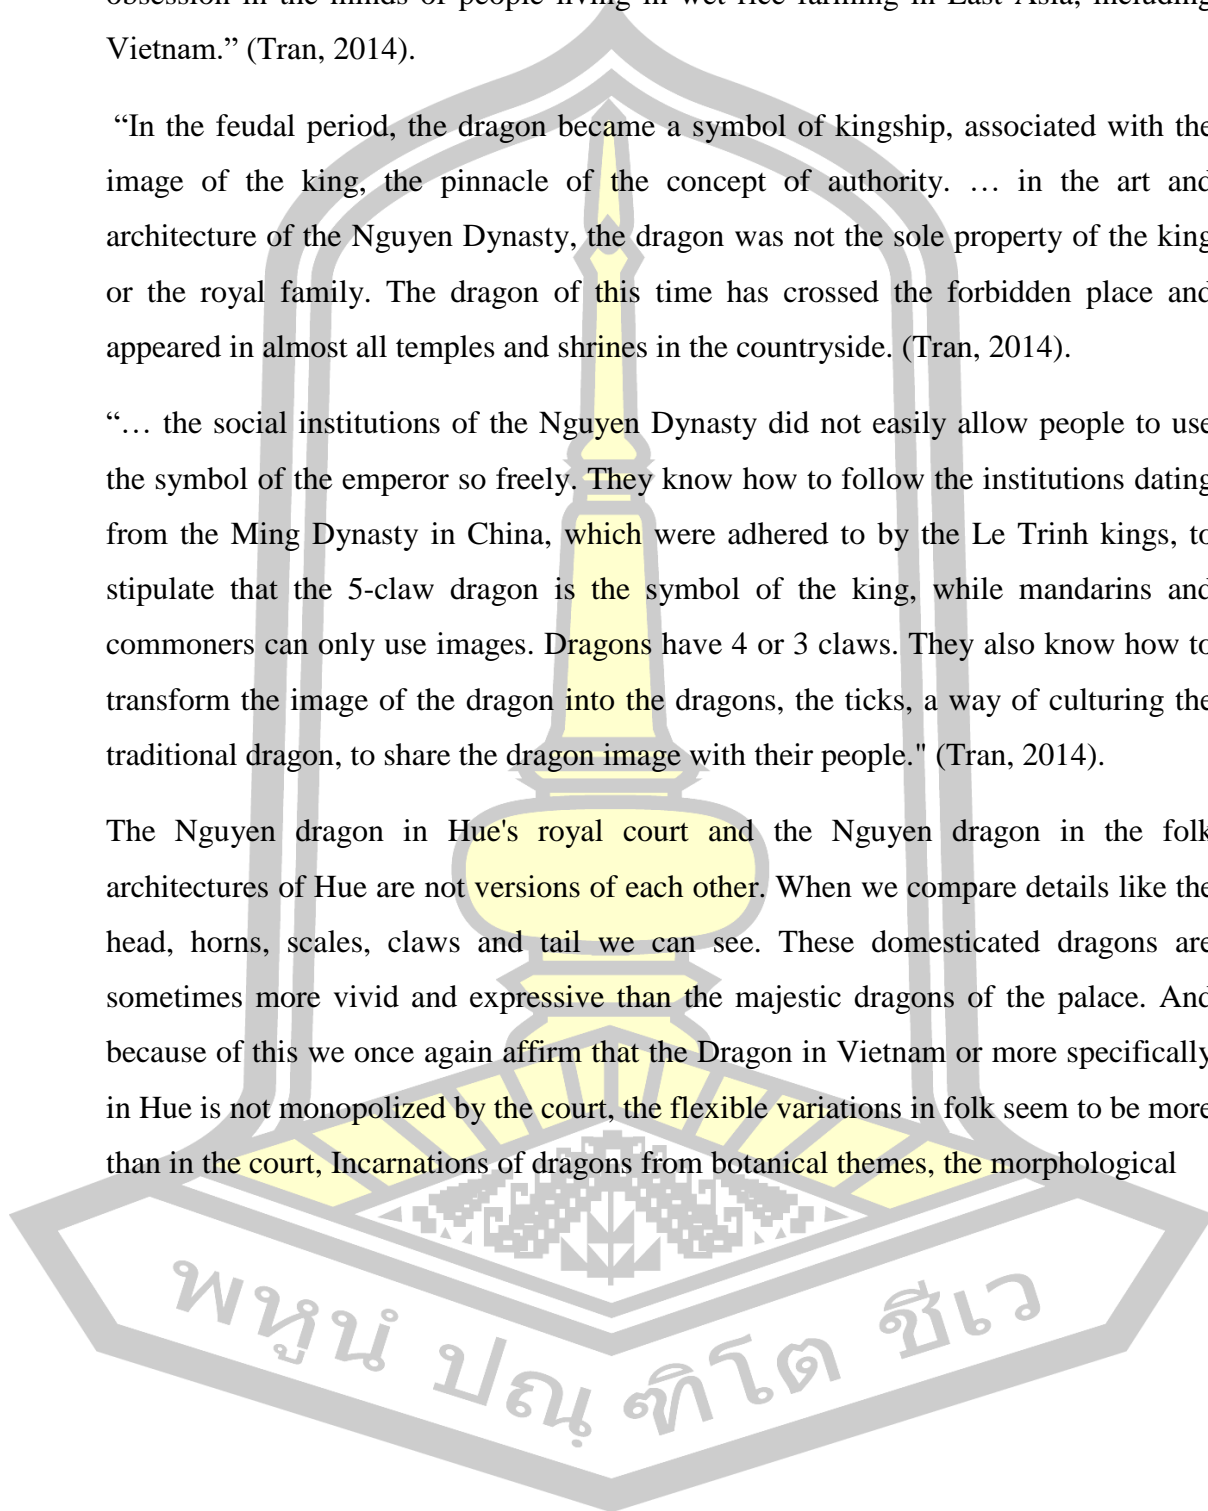 obsession in the minds of people living in wet rice farming in East Asia, including
Vietnam.” (Tran, 2014).
“In the feudal period, the dragon became a symbol of kingship, associated with the
image of the king, the pinnacle of the concept of authority. … in the art and
architecture of the Nguyen Dynasty, the dragon was not the sole property of the king
or the royal family. The dragon of this time has crossed the forbidden place and
appeared in almost all temples and shrines in the countryside. (Tran, 2014).
“… the social institutions of the Nguyen Dynasty did not easily allow people to use
the symbol of the emperor so freely. They know how to follow the institutions dating
from the Ming Dynasty in China, which were adhered to by the Le Trinh kings, to
stipulate that the 5-claw dragon is the symbol of the king, while mandarins and
commoners can only use images. Dragons have 4 or 3 claws. They also know how to
transform the image of the dragon into the dragons, the ticks, a way of culturing the
traditional dragon, to share the dragon image with their people." (Tran, 2014).
The Nguyen dragon in Hue's royal court and the Nguyen dragon in the folk
architectures of Hue are not versions of each other. When we compare details like the
head, horns, scales, claws and tail we can see. These domesticated dragons are
sometimes more vivid and expressive than the majestic dragons of the palace. And
because of this we once again affirm that the Dragon in Vietnam or more specifically
in Hue is not monopolized by the court, the flexible variations in folk seem to be more
than in the court, Incarnations of dragons from botanical themes, the morphological
พหูนํ ปณฺฑิโต ชีเว